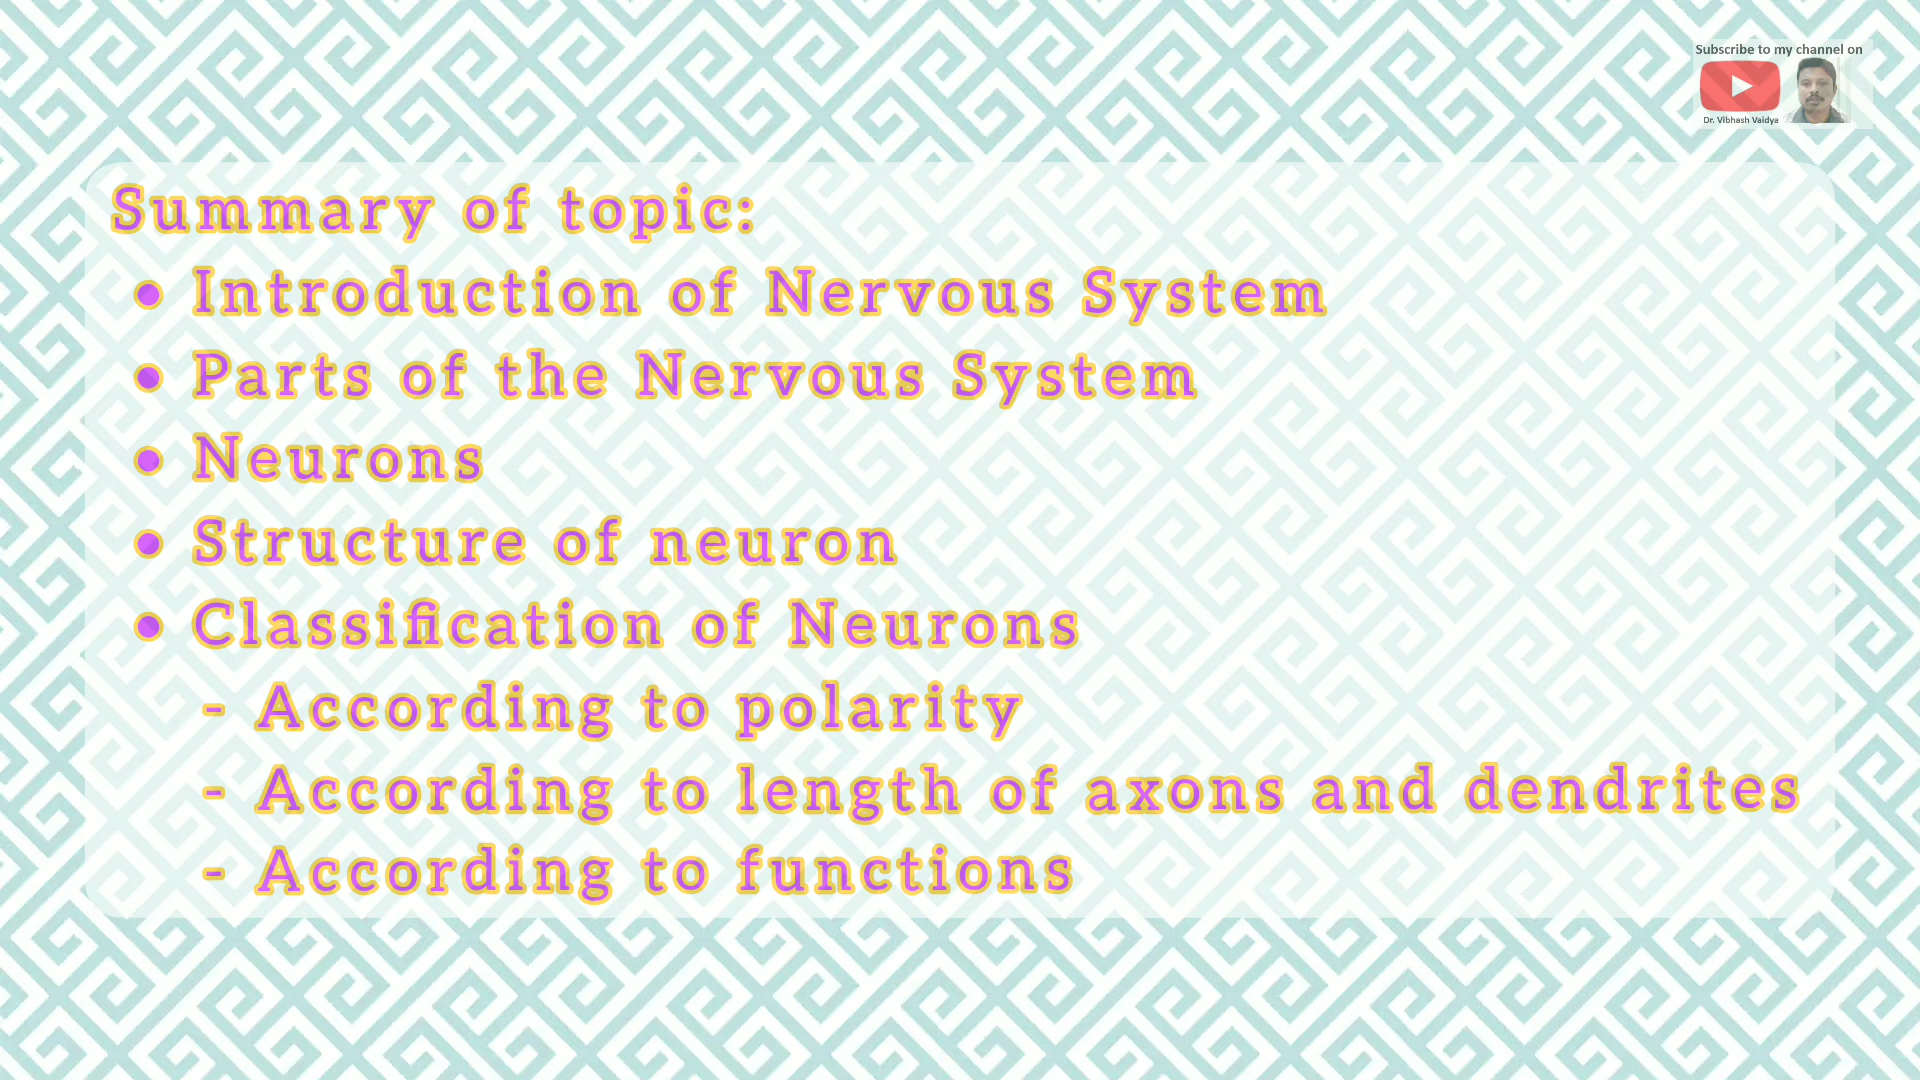 Subscribe to my channel on
Dr. Vibhash Vaidya
Summary of topic:
• Introduction of Nervous System
• Parts of the Nervous System
• Neurons
• Structure of neuron
• Classification of Neurons
- According to polarity
- According to length of axons and dendrites
- According to functions